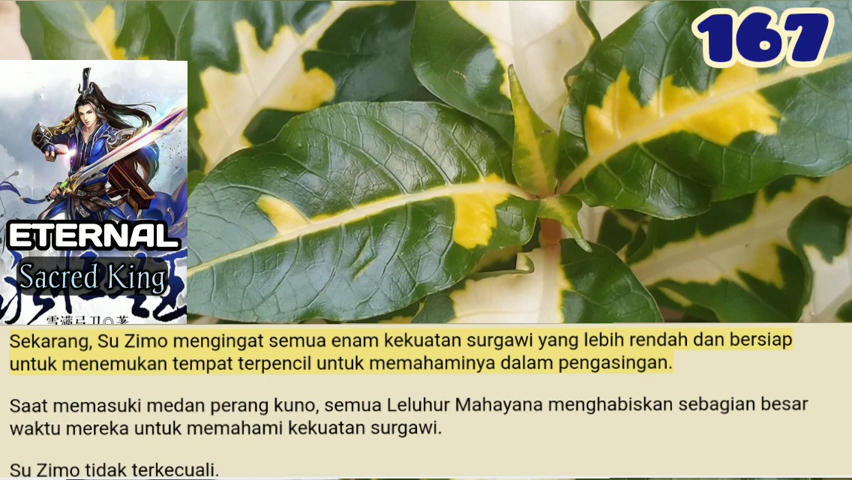 167
ETERNAL
Sacred King
Sekarang, Su Zimo mengingat semua enam kekuatan surgawi yang lebih rendah dan bersiap
untuk menemukan tempat terpencil untuk memahaminya dalam pengasingan.
Saat memasuki medan perang kuno, semua Leluhur Mahayana menghabiskan sebagian besar
waktu mereka untuk memahami kekuatan surgawi.
Su Zimo tidak terkecuali.